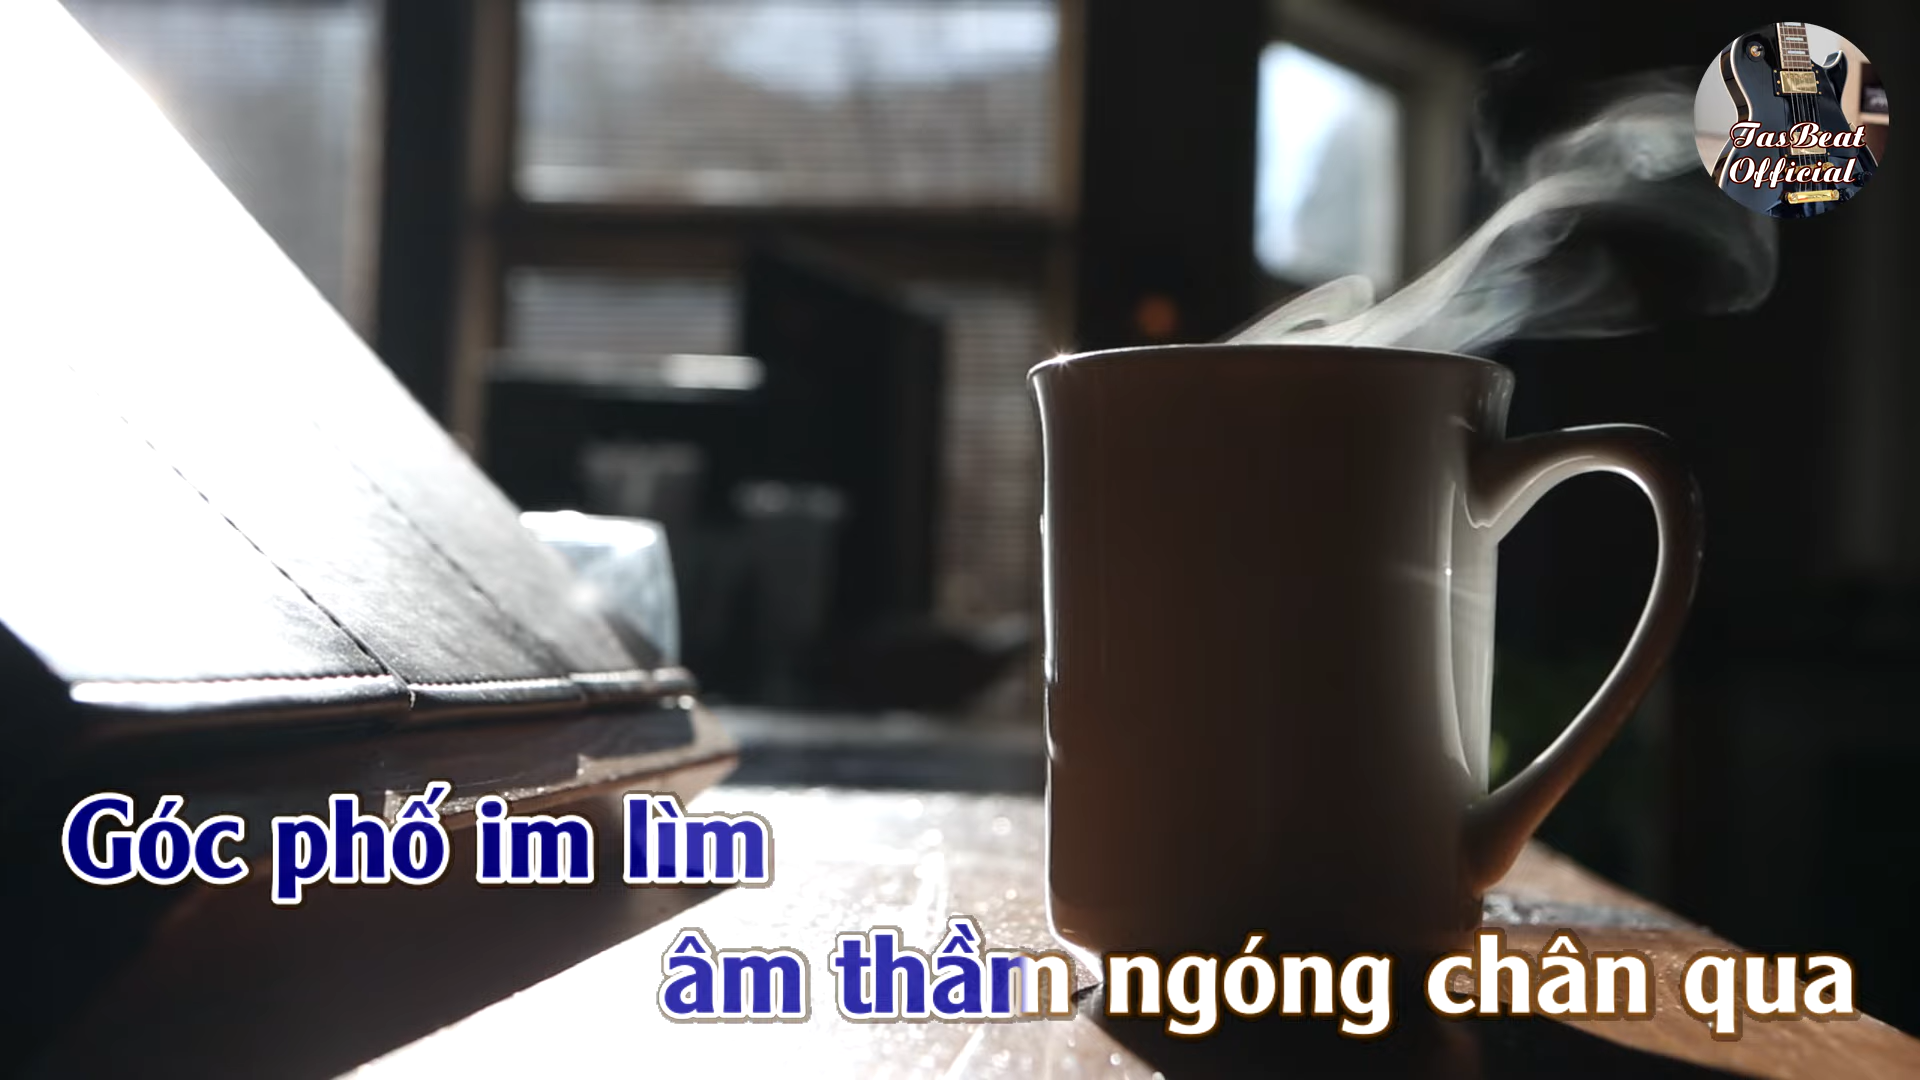 TasBeat
Official
Góc phố im lìm
âm thầm ngóng chân qua